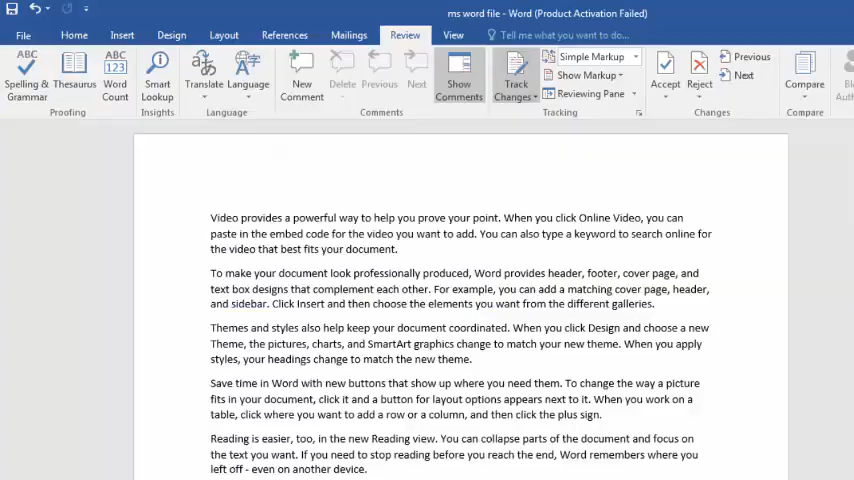 ms word file - Word (Product Activation Failed)
File Home Insert Design Layout References Mailings Review View Tell me what you want to do...
ABC
Spelling &
Grammar
Thesaurus
ABC
123
Word
Count
Proofing
Smart
Lookup
Insights
Translate
Language
Language
New
Comment
Delete
Previous
Next
Show
Comments
Comments
Track
Changes
Simple Markup
Show Markup
Reviewing Pane
Tracking
Accept
Reject
Previous
Next
Changes
Compare
Compare
Video provides a powerful way to help you prove your point. When you click Online Video, you can
paste in the embed code for the video you want to add. You can also type a keyword to search online for
the video that best fits your document.
To make your document look professionally produced, Word provides header, footer, cover page, and
text box designs that complement each other. For example, you can add a matching cover page, header,
and sidebar. Click Insert and then choose the elements you want from the different galleries.
Themes and styles also help keep your document coordinated. When you click Design and choose a new
Theme, the pictures, charts, and SmartArt graphics change to match your new theme. When you apply
styles, your headings change to match the new theme.
Save time in Word with new buttons that show up where you need them. To change the way a picture
fits in your document, click it and a button for layout options appears next to it. When you work on a
table, click where you want to add a row or a column, and then click the plus sign.
Reading is easier, too, in the new Reading view. You can collapse parts of the document and focus on
the text you want. If you need to stop reading before you reach the end, Word remembers where you
left off - even on another device.